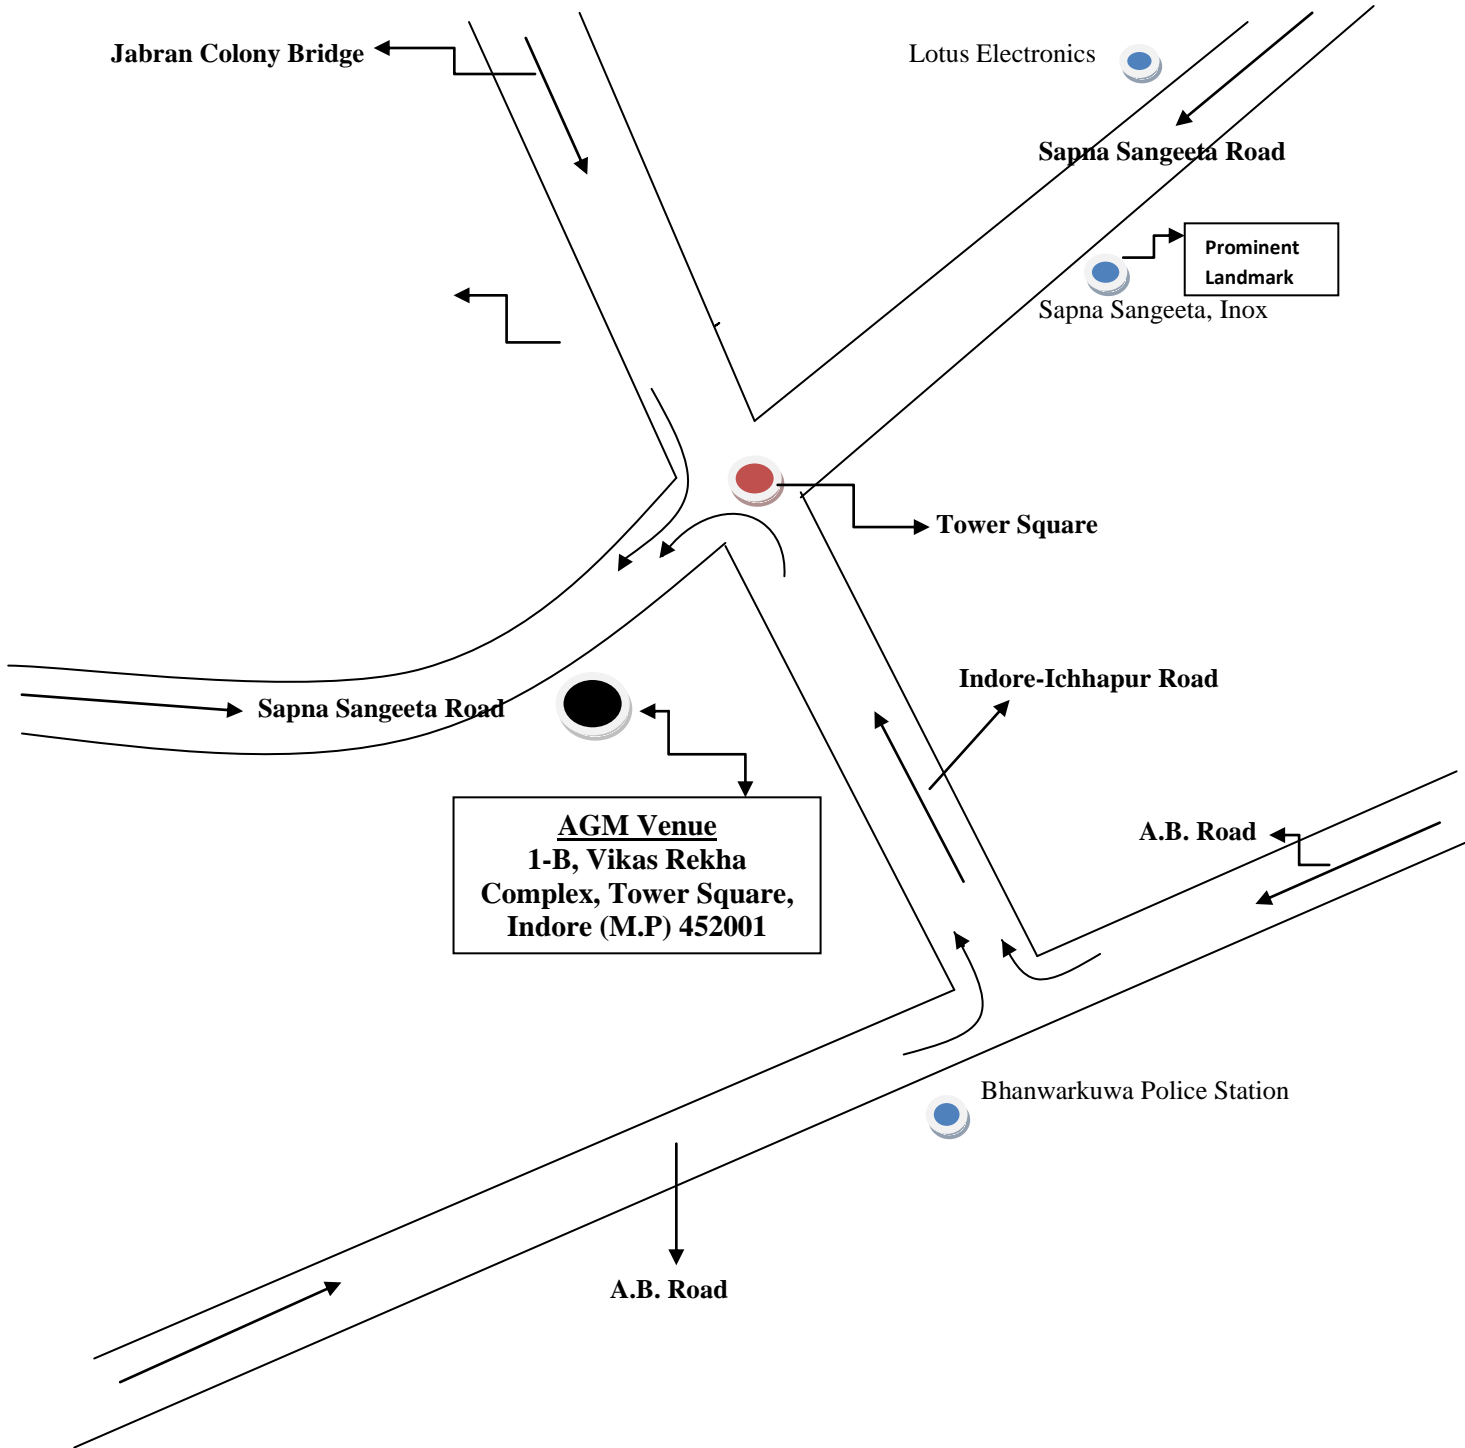 Jabran Colony Bridge
Lotus Electronics
Sapna Sangeeta Road
Prominent
Landmark
Sapna Sangeeta, Inox
Tower Square
Indore-Ichhapur Road
Sapna Sangeeta Road
AGM Venue
1-B, Vikas Rekha
Complex, Tower Square,
Indore (M.P) 452001
A.B. Road
Bhanwarkuwa Police Station
A.B. Road